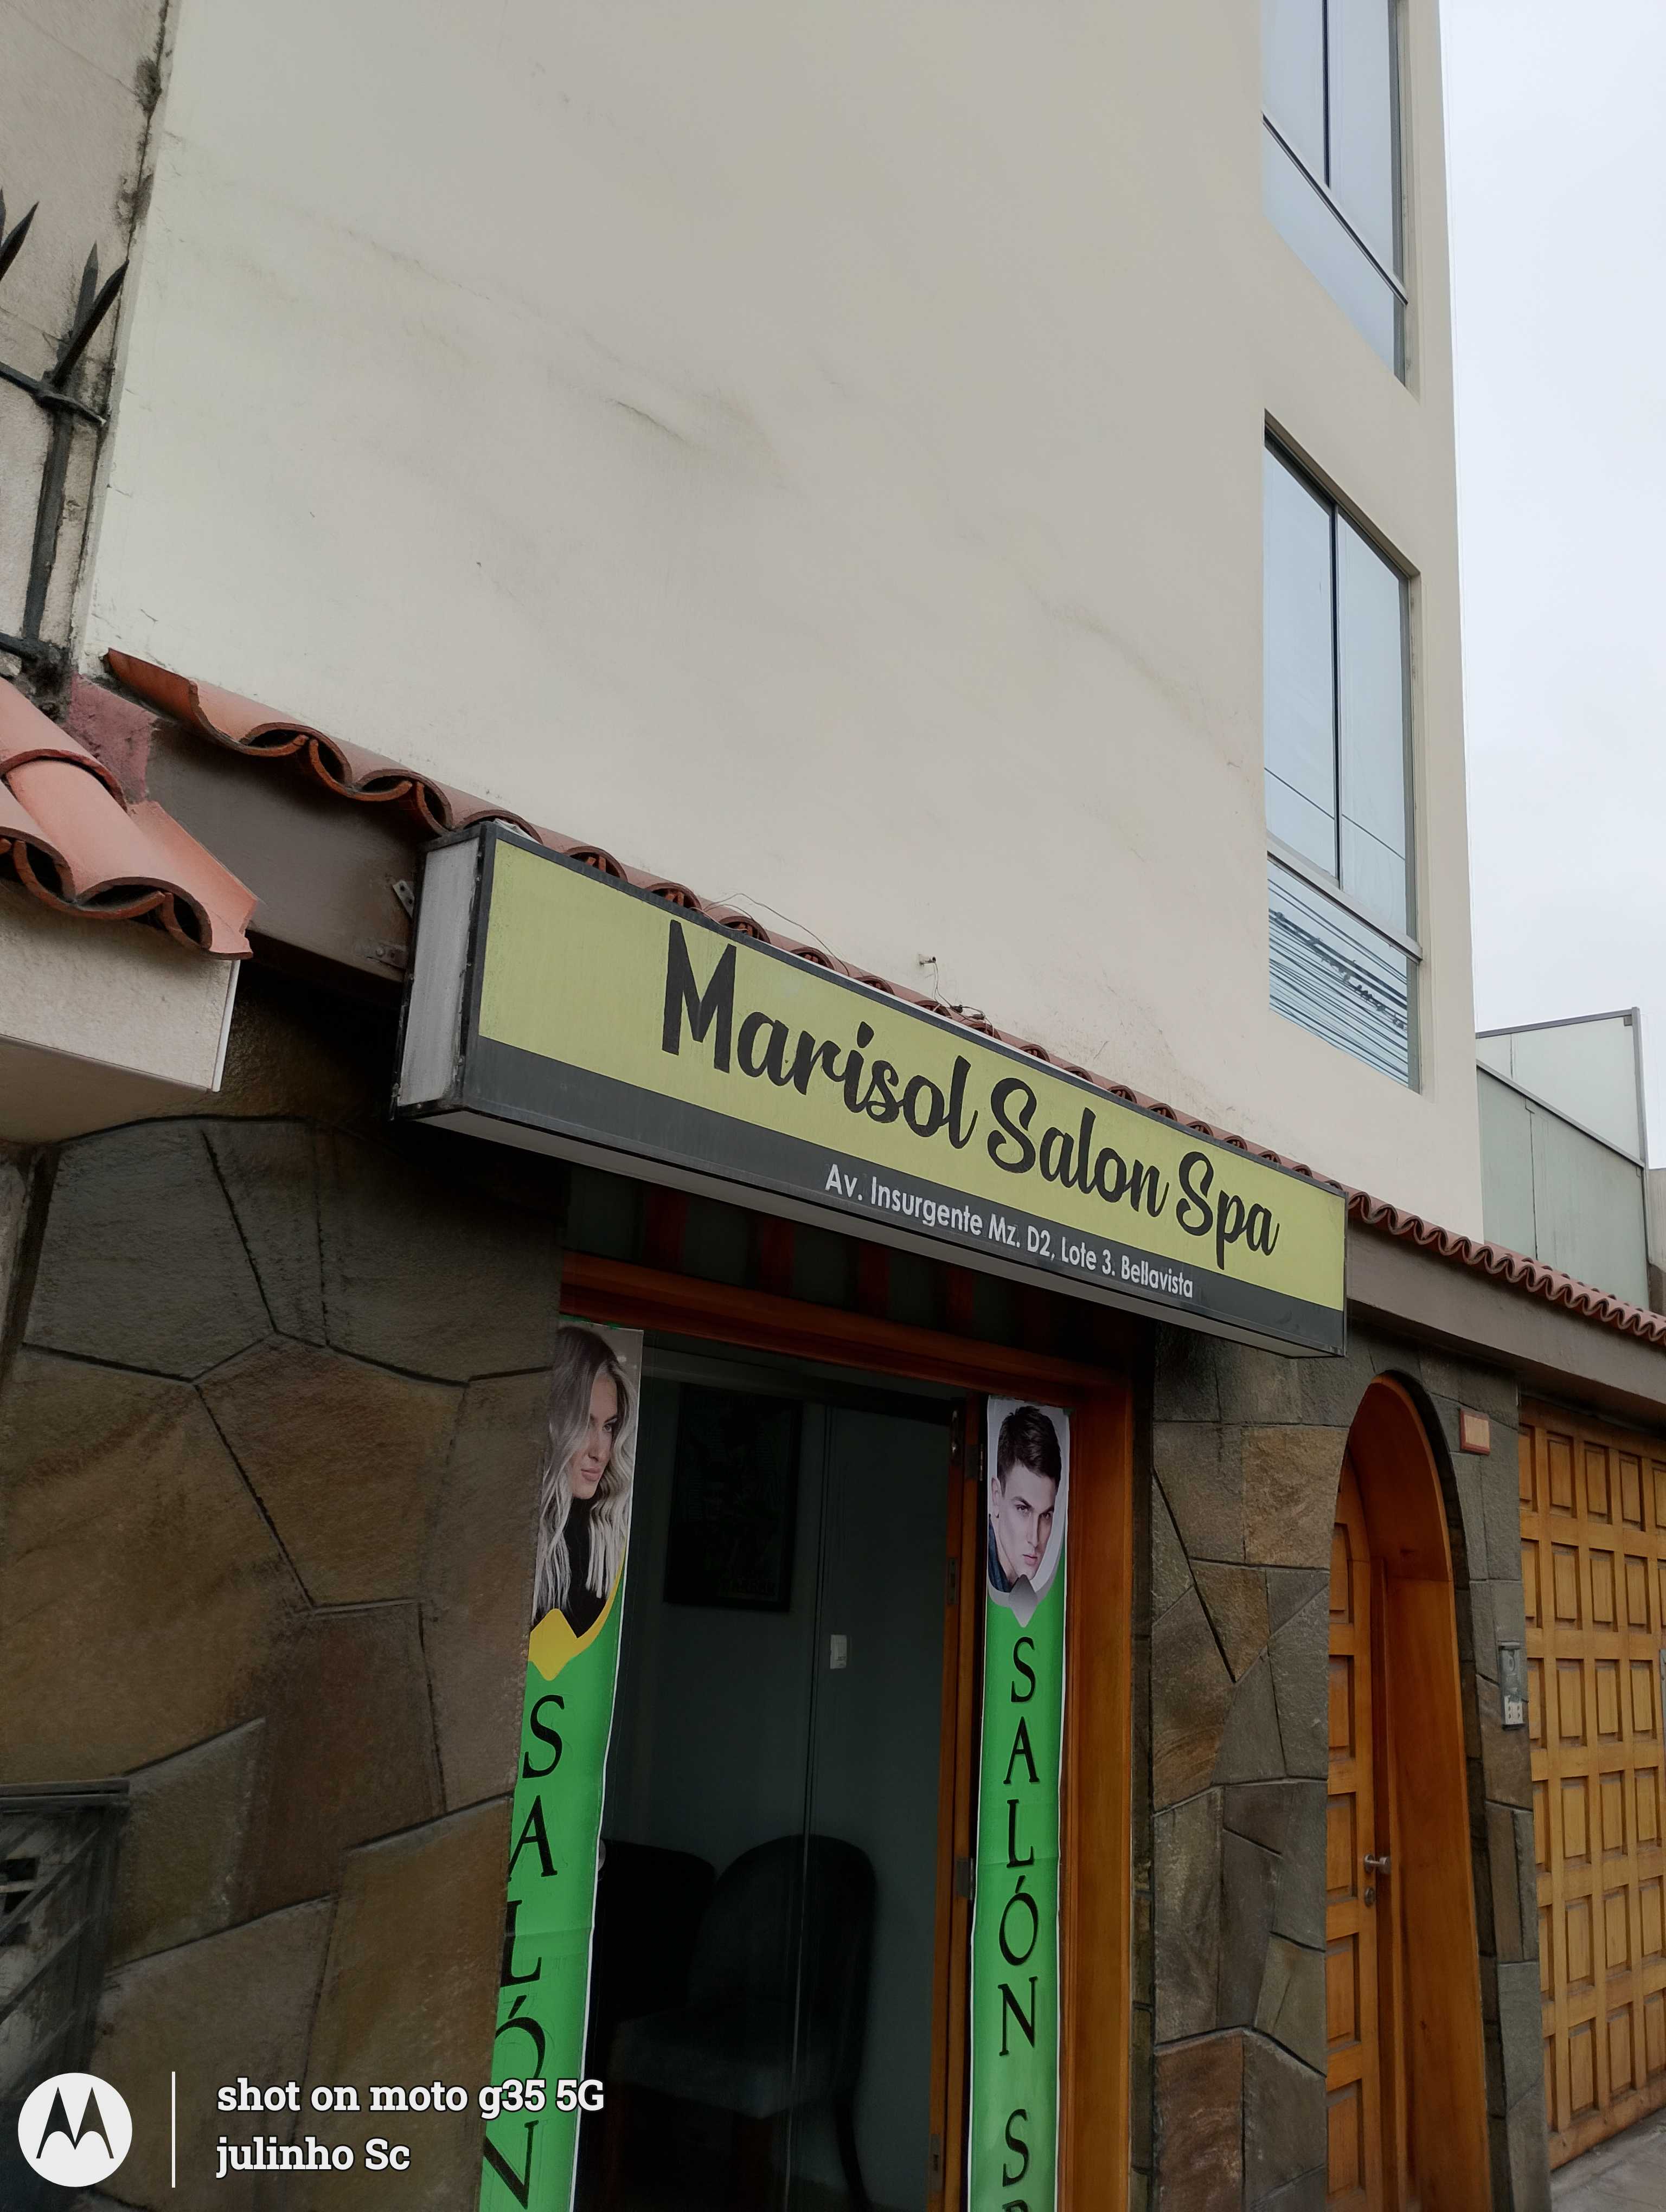 Marisol Salon Spa
Av. Insurgente Mz. D2, Lote 3. Bellavista
SALÓN
SALÓN S
shot on moto g35 5G
julinho Sc